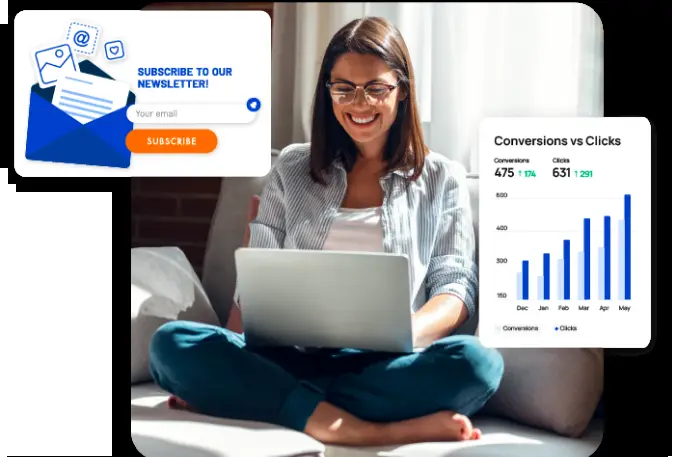 @
SUBSCRIBE TO OUR
NEWSLETTER!
Your email
SUBSCRIBE
Conversions vs Clicks
Conversions Clicks
475 ↑ 174 631 ↑ 291
600
400
300
150
Dec Jan Feb Mar Apr May
Conversions Clicks